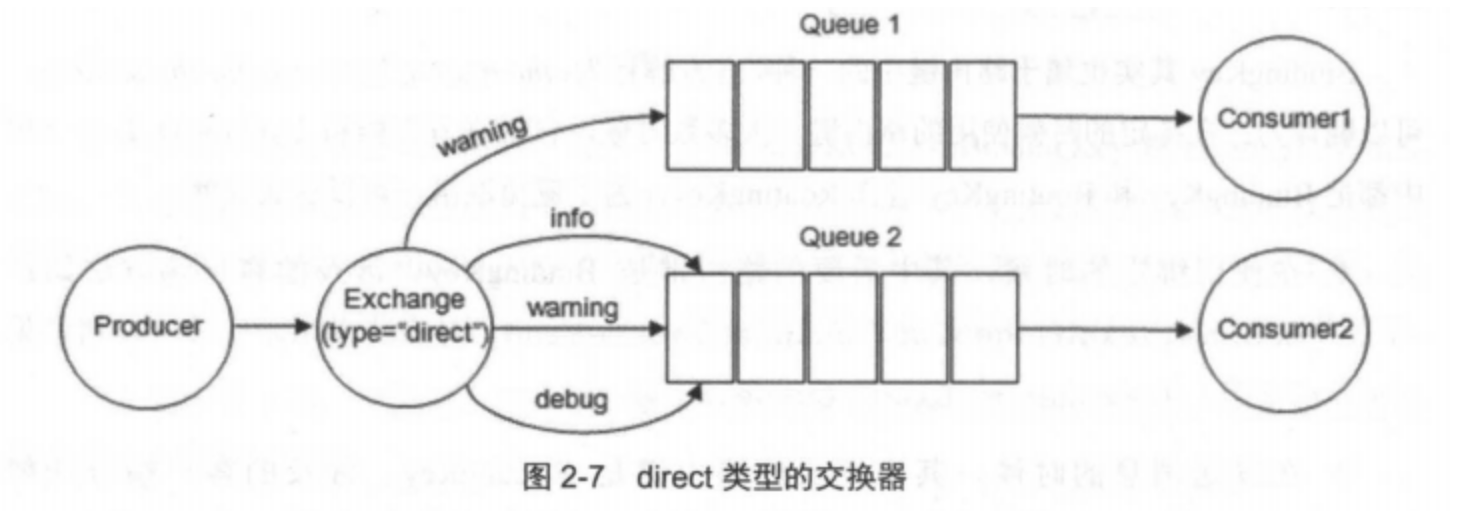 Queue 1
warning
Consumer1
info
Queue 2
Producer
Exchange
(type="direct")
warning
Consumer2
debug
图 2-7 direct 类型的交换器